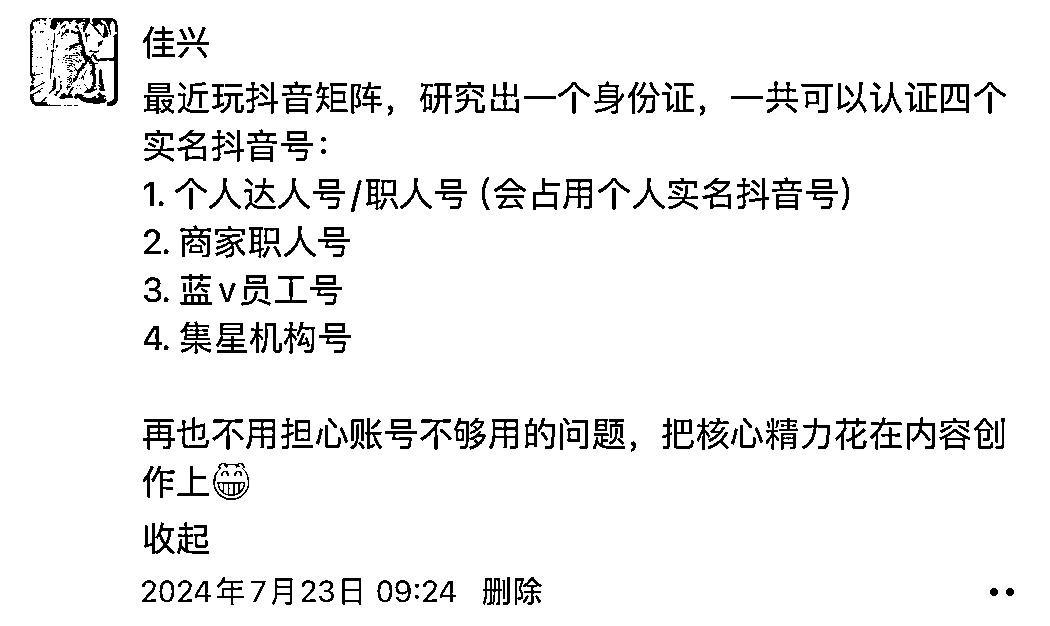 佳兴
最近玩抖音矩阵，研究出一个身份证，一共可以认证四个
实名抖音号：
1. 个人达人号/职人号（会占用个人实名抖音号）
2. 商家职人号
3. 蓝v员工号
4. 集星机构号
再也不用担心账号不够用的问题，把核心精力花在内容创
作上😁
收起
2024年7月23日 09:24 删除